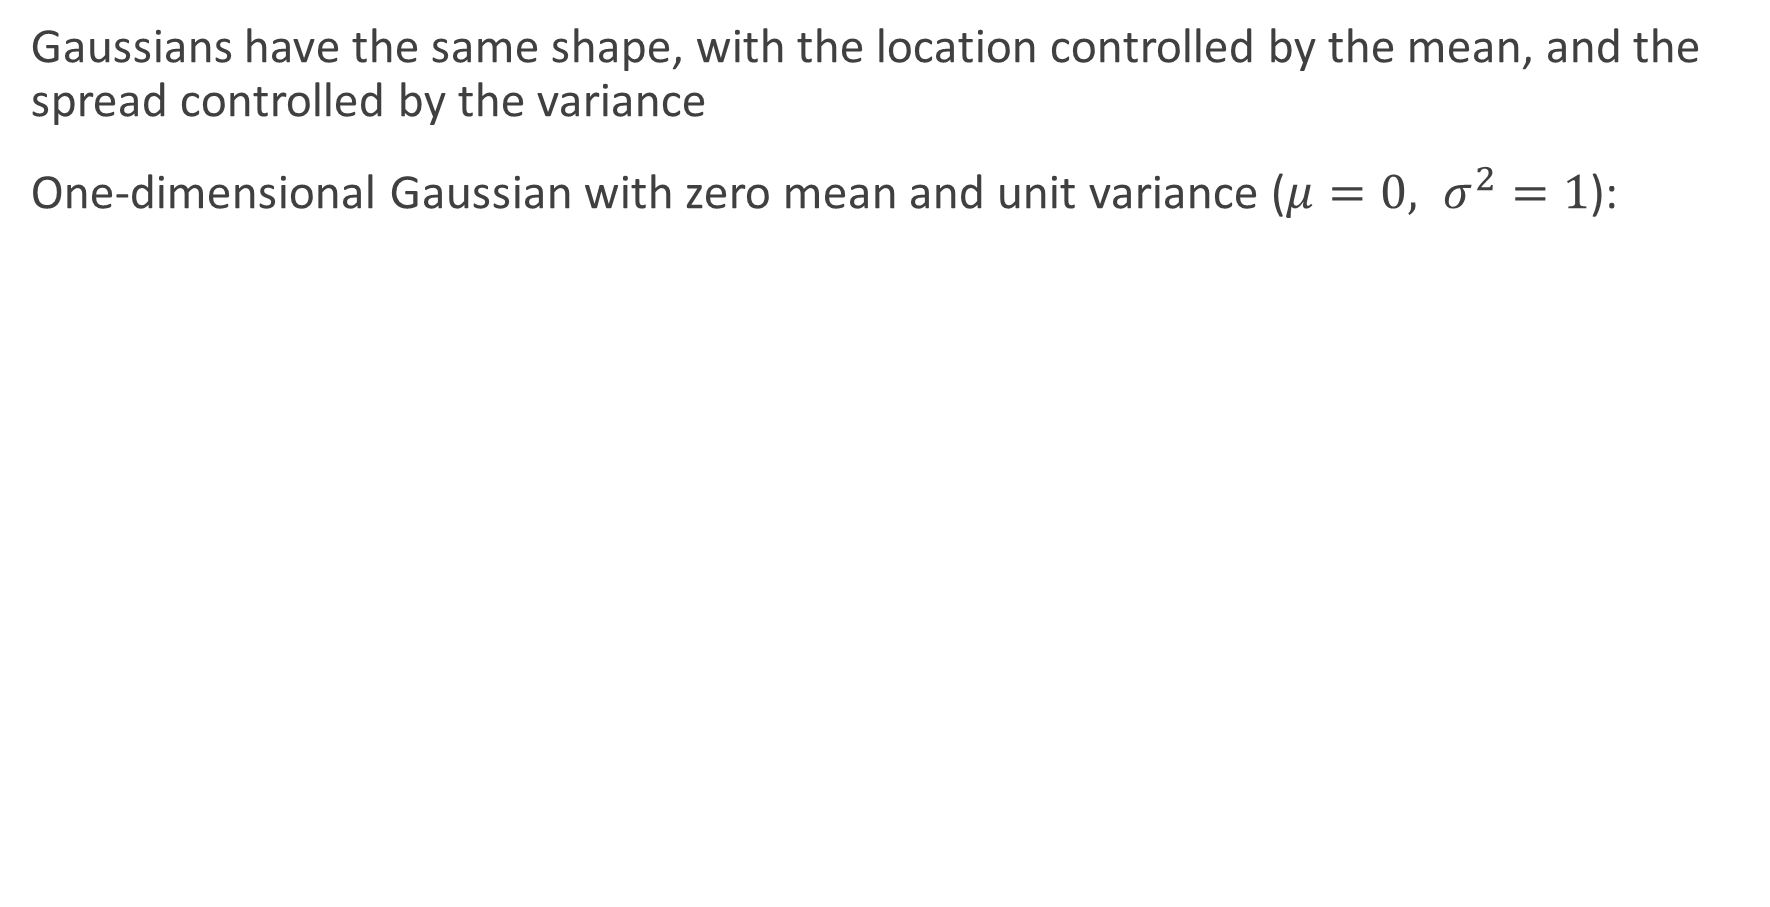 Gaussians have the same shape, with the location controlled by the mean, and the
spread controlled by the variance
One-dimensional Gaussian with zero mean and unit variance (𝜇 = 0, 𝜎² = 1):